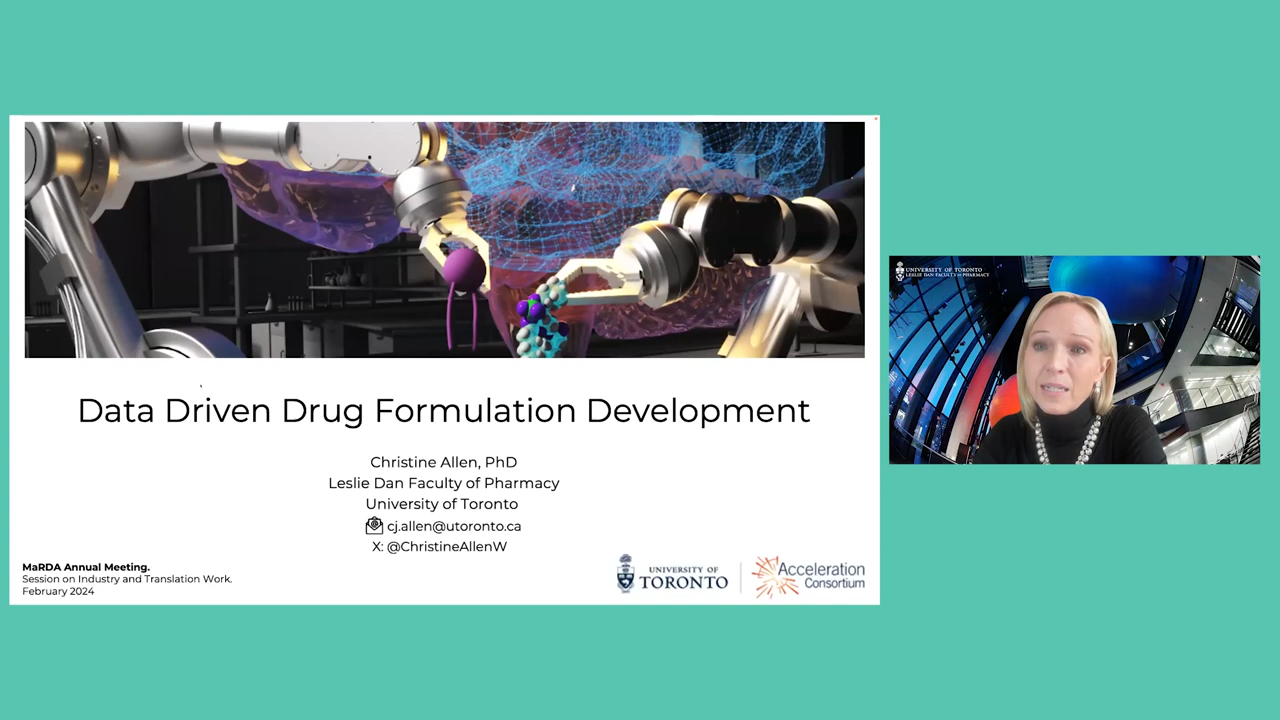 Data Driven Drug Formulation Development
Christine Allen, PhD
Leslie Dan Faculty of Pharmacy
University of Toronto
cj.allen@utoronto.ca
X: @ChristineAllenW
MaRDA Annual Meeting.
Session on Industry and Translation Work.
February 2024
UNIVERSITY OF
TORONTO
Acceleration
Consortium
UNIVERSITY OF TORONTO
LESLIE DAN FACULTY OF PHARMACY